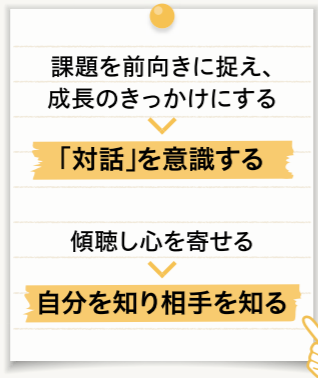 課題を前向きに捉え、
成長のきっかけにする
「対話」を意識する
傾聴し心を寄せる
自分を知り相手を知る